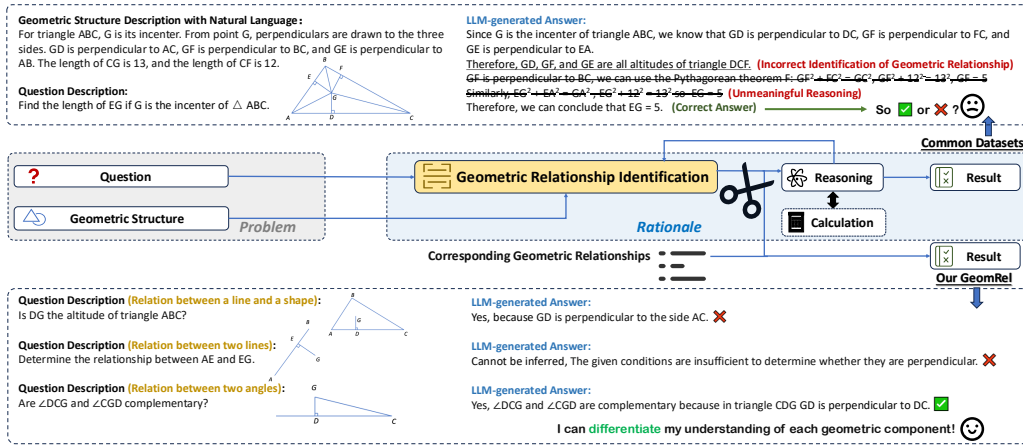 Geometric Structure Description with Natural Language:
For triangle ABC, G is its incenter. From point G, perpendiculars are drawn to the three
sides. GD is perpendicular to AC, GF is perpendicular to BC, and GE is perpendicular to
AB. The length of CG is 13, and the length of CF is 12.
Question Description:
Find the length of EG if G is the incenter of △ ABC.
B
F
E
G
A
D
C
LLM-generated Answer:
Since G is the incenter of triangle ABC, we know that GD is perpendicular to DC, GF is perpendicular to FC, and
GE is perpendicular to EA.
Therefore, GD, GF, and GE are all altitudes of triangle DCF. (Incorrect Identification of Geometric Relationship)
GF is perpendicular to BC, we can use the Pythagorean theorem F: GF² + FC² = GC², GF² + 12² = 13², GF = 5
Similarly, EG² + EA² = GA², EG² + 12² = 13² so EG = 5 (Unmeaningful Reasoning)
Therefore, we can conclude that EG = 5. (Correct Answer) So ✅ or ❌ ?
Common Datasets
? Question
Geometric Structure
Problem
Geometric Relationship Identification
Reasoning
Calculation
Result
Rationale
Corresponding Geometric Relationships
Result
Our GeomRel
Question Description (Relation between a line and a shape):
Is DG the altitude of triangle ABC?
B
G
A
D
C
LLM-generated Answer:
Yes, because GD is perpendicular to the side AC. ❌
Question Description (Relation between two lines):
Determine the relationship between AE and EG.
B
E
G
A
LLM-generated Answer:
Cannot be inferred, The given conditions are insufficient to determine whether they are perpendicular. ❌
Question Description (Relation between two angles):
Are ∠DCG and ∠CGD complementary?
G
D
C
LLM-generated Answer:
Yes, ∠DCG and ∠CGD are complementary because in triangle CDG GD is perpendicular to DC. ✅
I can differentiate my understanding of each geometric component!